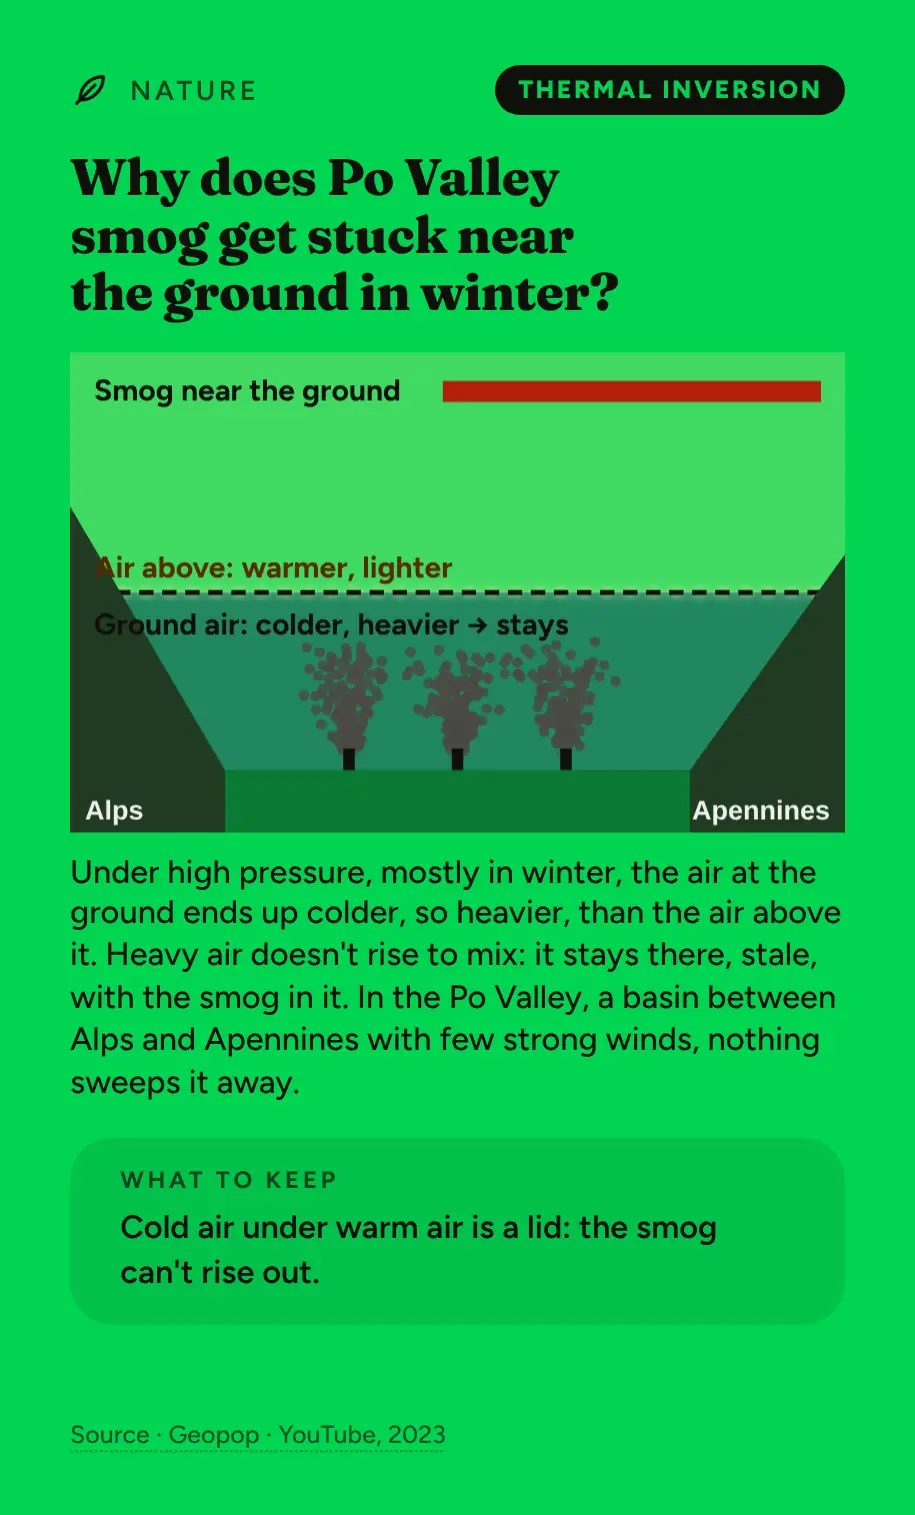 NATURE
THERMAL INVERSION
Why does Po Valley
smog get stuck near
the ground in winter?
Smog near the ground
Air above: warmer, lighter
Ground air: colder, heavier → stays
Alps
Apennines
Under high pressure, mostly in winter, the air at the
ground ends up colder, so heavier, than the air above
it. Heavy air doesn't rise to mix: it stays there, stale,
with the smog in it. In the Po Valley, a basin between
Alps and Apennines with few strong winds, nothing
sweeps it away.
WHAT TO KEEP
Cold air under warm air is a lid: the smog
can't rise out.
Source · Geopop · YouTube, 2023